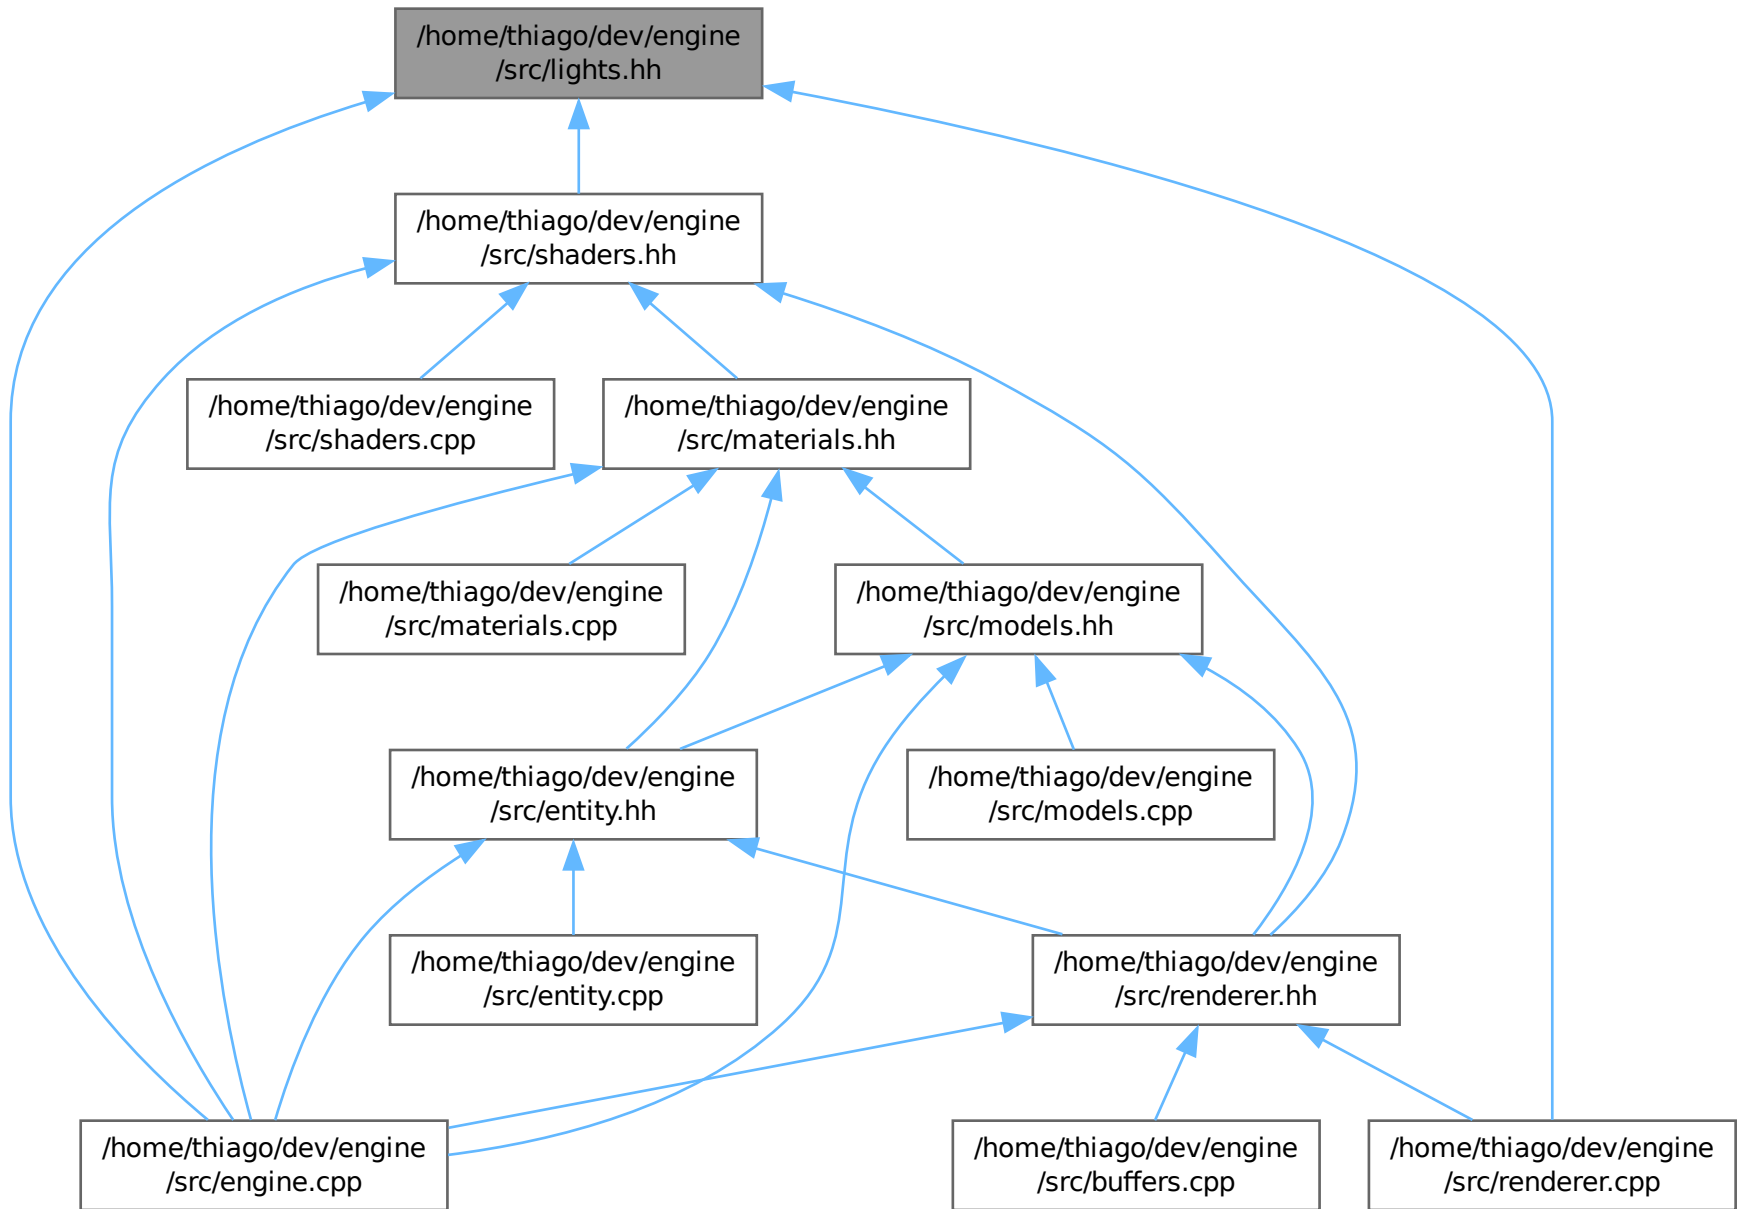 /home/thiago/dev/engine
/src/lights.hh
/home/thiago/dev/engine
/src/shaders.hh
/home/thiago/dev/engine
/src/shaders.cpp
/home/thiago/dev/engine
/src/materials.hh
/home/thiago/dev/engine
/src/materials.cpp
/home/thiago/dev/engine
/src/models.hh
/home/thiago/dev/engine
/src/entity.hh
/home/thiago/dev/engine
/src/models.cpp
/home/thiago/dev/engine
/src/entity.cpp
/home/thiago/dev/engine
/src/renderer.hh
/home/thiago/dev/engine
/src/engine.cpp
/home/thiago/dev/engine
/src/buffers.cpp
/home/thiago/dev/engine
/src/renderer.cpp